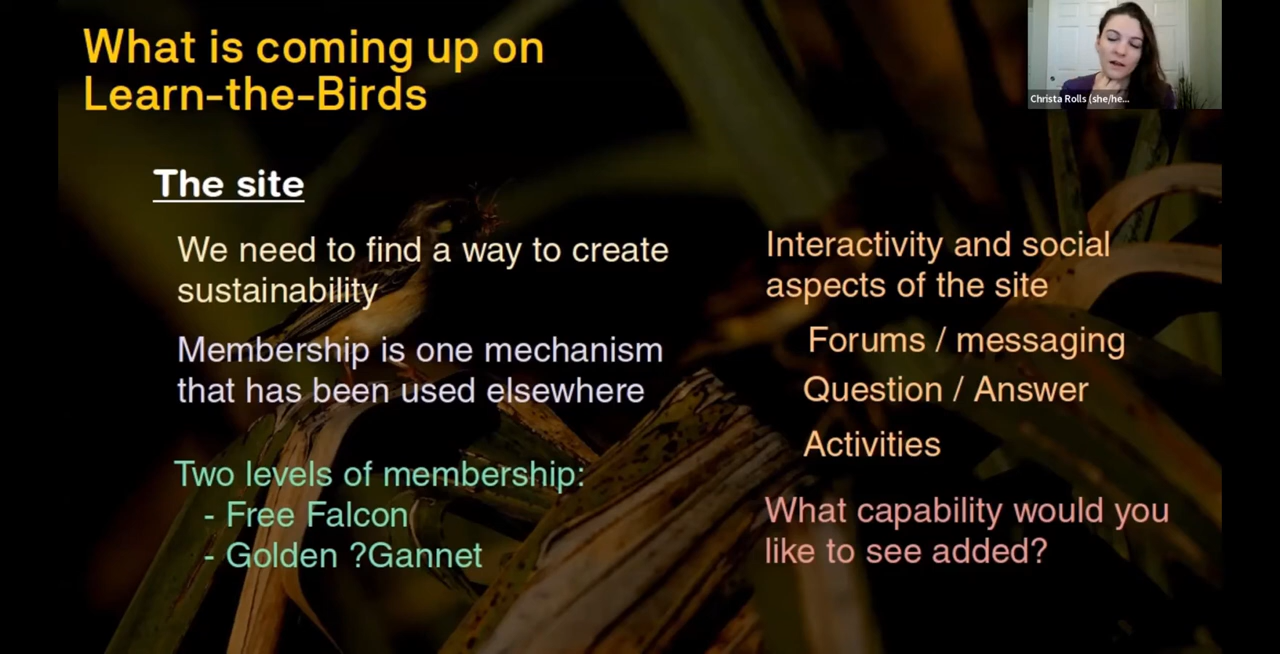 What is coming up on
Learn-the-Birds
Christa Rolls (she/he...
The site
We need to find a way to create
sustainability
Membership is one mechanism
that has been used elsewhere
Two levels of membership:
- Free Falcon
- Golden ?Gannet
Interactivity and social
aspects of the site
Forums / messaging
Question / Answer
Activities
What capability would you
like to see added?